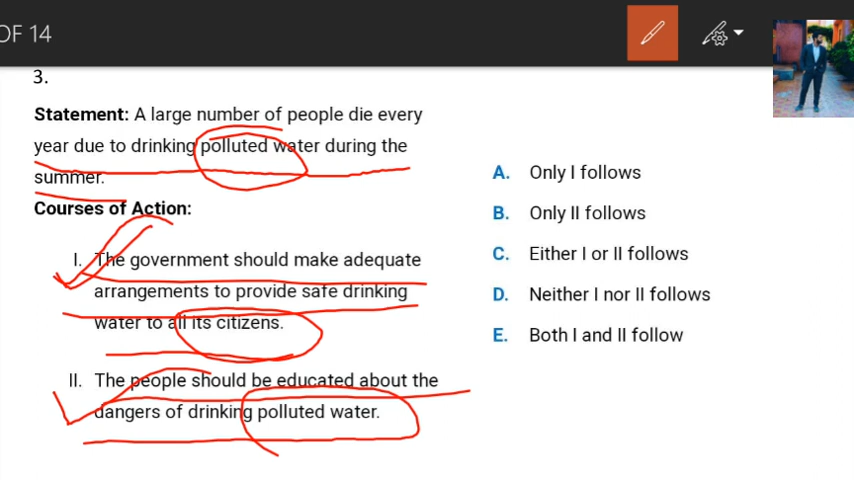 OF 14
3.
Statement: A large number of people die every
year due to drinking polluted water during the
summer.
Courses of Action:
I. The government should make adequate
arrangements to provide safe drinking
water to all its citizens.
II. The people should be educated about the
dangers of drinking polluted water.
A. Only I follows
B. Only II follows
C. Either I or II follows
D. Neither I nor II follows
E. Both I and II follow